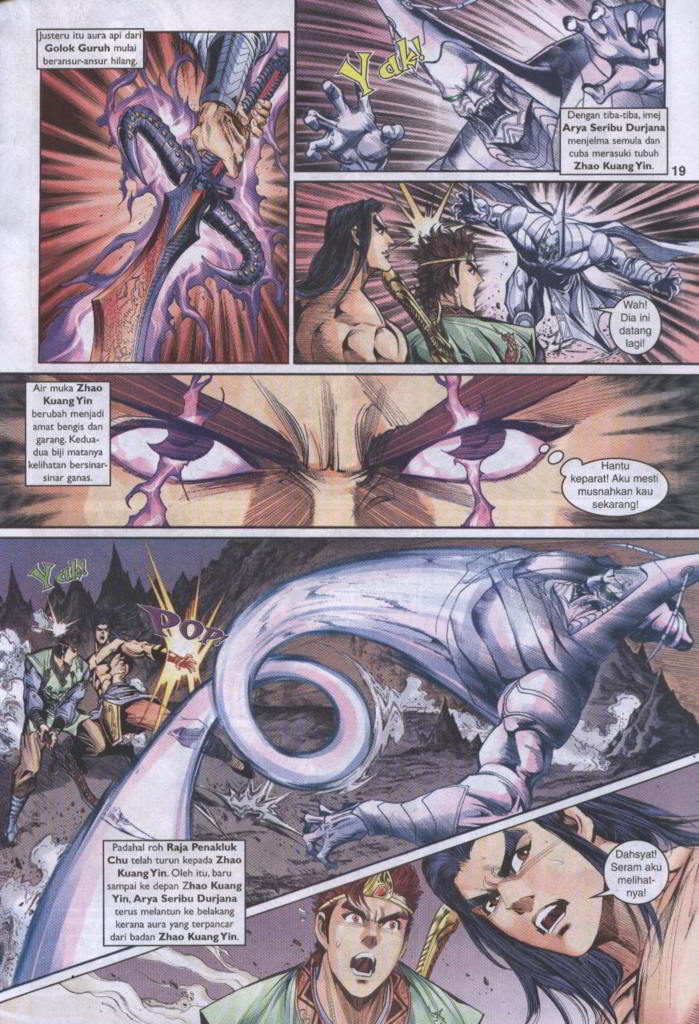 Justeru itu aura api dari
Golok Guruh mulai
beransur-ansur hilang.
Yak!
Dengan tiba-tiba, imej
Arya Seribu Durjana
menjelma semula dan
cuba merasuki tubuh
Zhao Kuang Yin.
19
Wah!
Dia ini
datang
lagi!
Air muka Zhao
Kuang Yin
berubah menjadi
amat bengis dan
garang. Kedua-
dua biji matanya
kelihatan bersinar-
sinar ganas.
Hantu
keparat! Aku mesti
musnahkan kau
sekarang!
Yak!
POP
Padahal roh Raja Penakluk
Chu telah turun kepada Zhao
Kuang Yin. Oleh itu, baru
sampai ke depan Zhao Kuang
Yin, Arya Seribu Durjana
terus melantun ke belakang
kerana aura yang terpancar
dari badan Zhao Kuang Yin.
Dahsyat!
Seram aku
melihat-
nya!